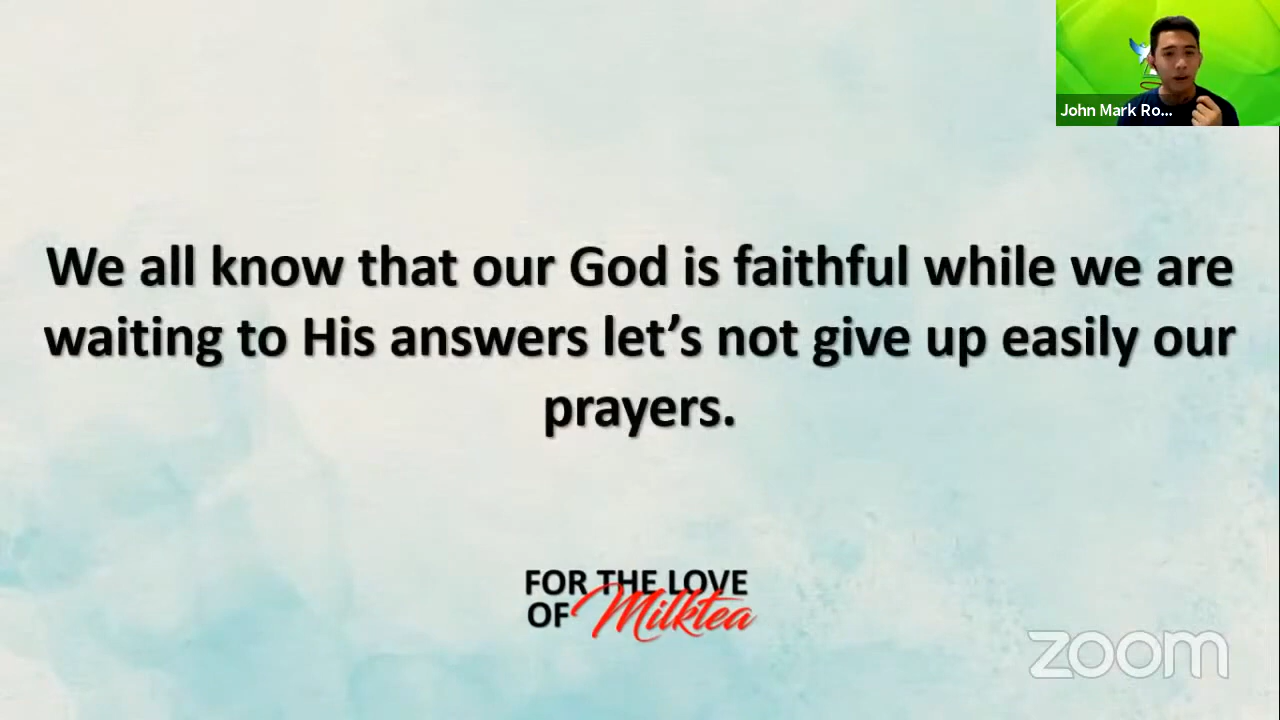 John Mark Ro...
We all know that our God is faithful while we are
waiting to His answers let’s not give up easily our
prayers.
FOR THE LOVE
OF Milktea
zoom